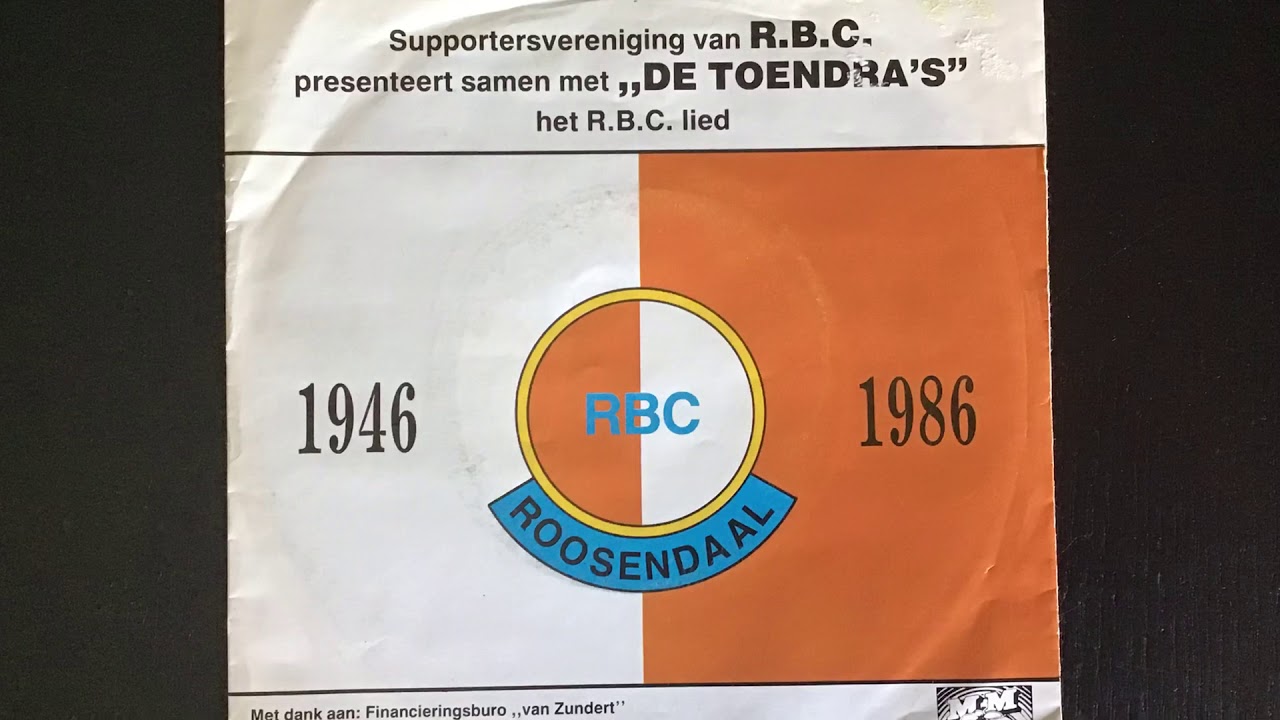 Supportersvereniging van R.B.C.
presenteert samen met ,,DE TOENDRA'S”
het R.B.C. lied
1946
RBC
1986
ROOSENDAAL
Met dank aan: Financieringsburo ,,van Zundert’’
M M